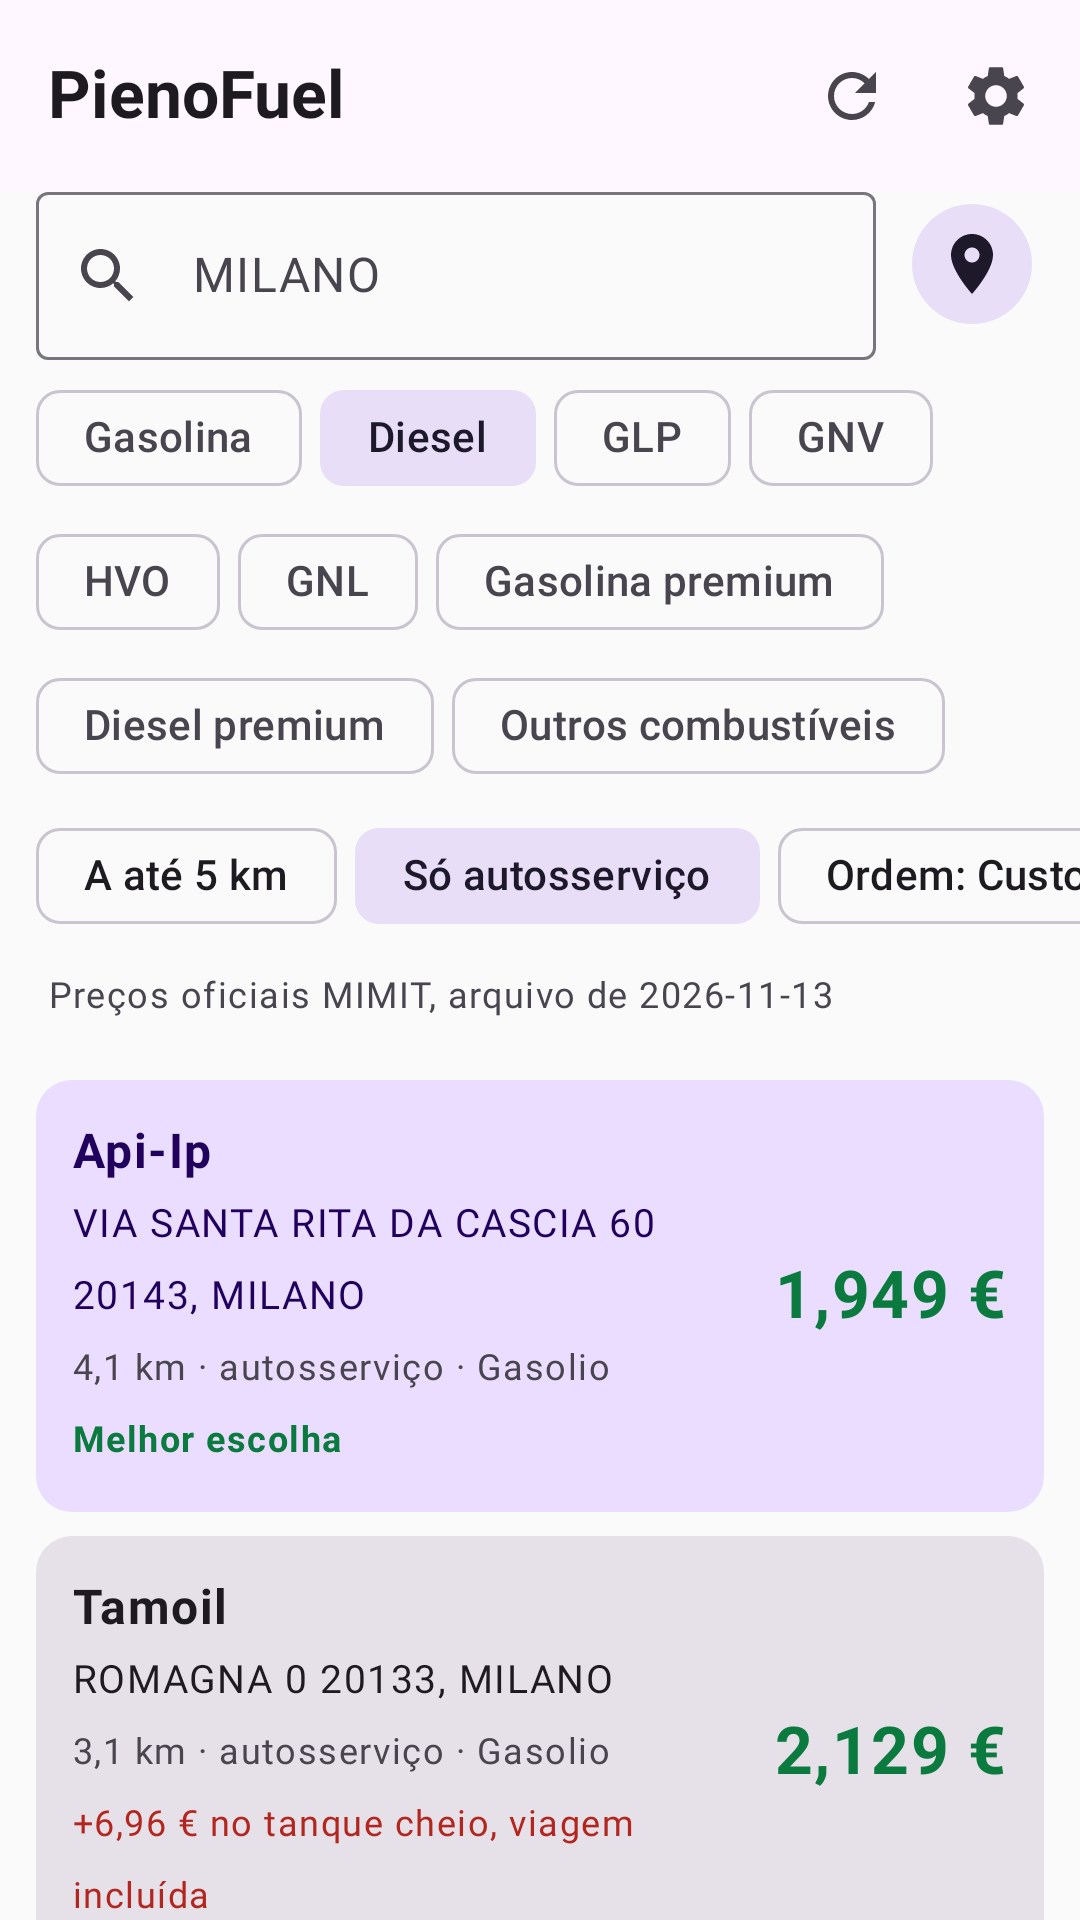 PienoFuel
MILANO
Gasolina
Diesel
GLP
GNV
HVO
GNL
Gasolina premium
Diesel premium
Outros combustíveis
A até 5 km
Só autosserviço
Ordem: Custo
Preços oficiais MIMIT, arquivo de 2026-11-13
Api-Ip
VIA SANTA RITA DA CASCIA 60
20143, MILANO
1,949 €
4,1 km · autosserviço · Gasolio
Melhor escolha
Tamoil
ROMAGNA 0 20133, MILANO
3,1 km · autosserviço · Gasolio
2,129 €
+6,96 € no tanque cheio, viagem
incluída